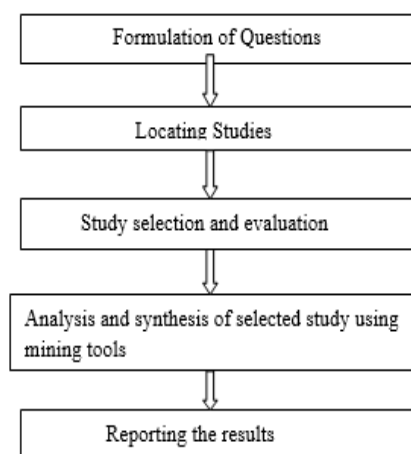 Formulation of Questions
Locating Studies
Study selection and evaluation
Analysis and synthesis of selected study using
mining tools
Reporting the results